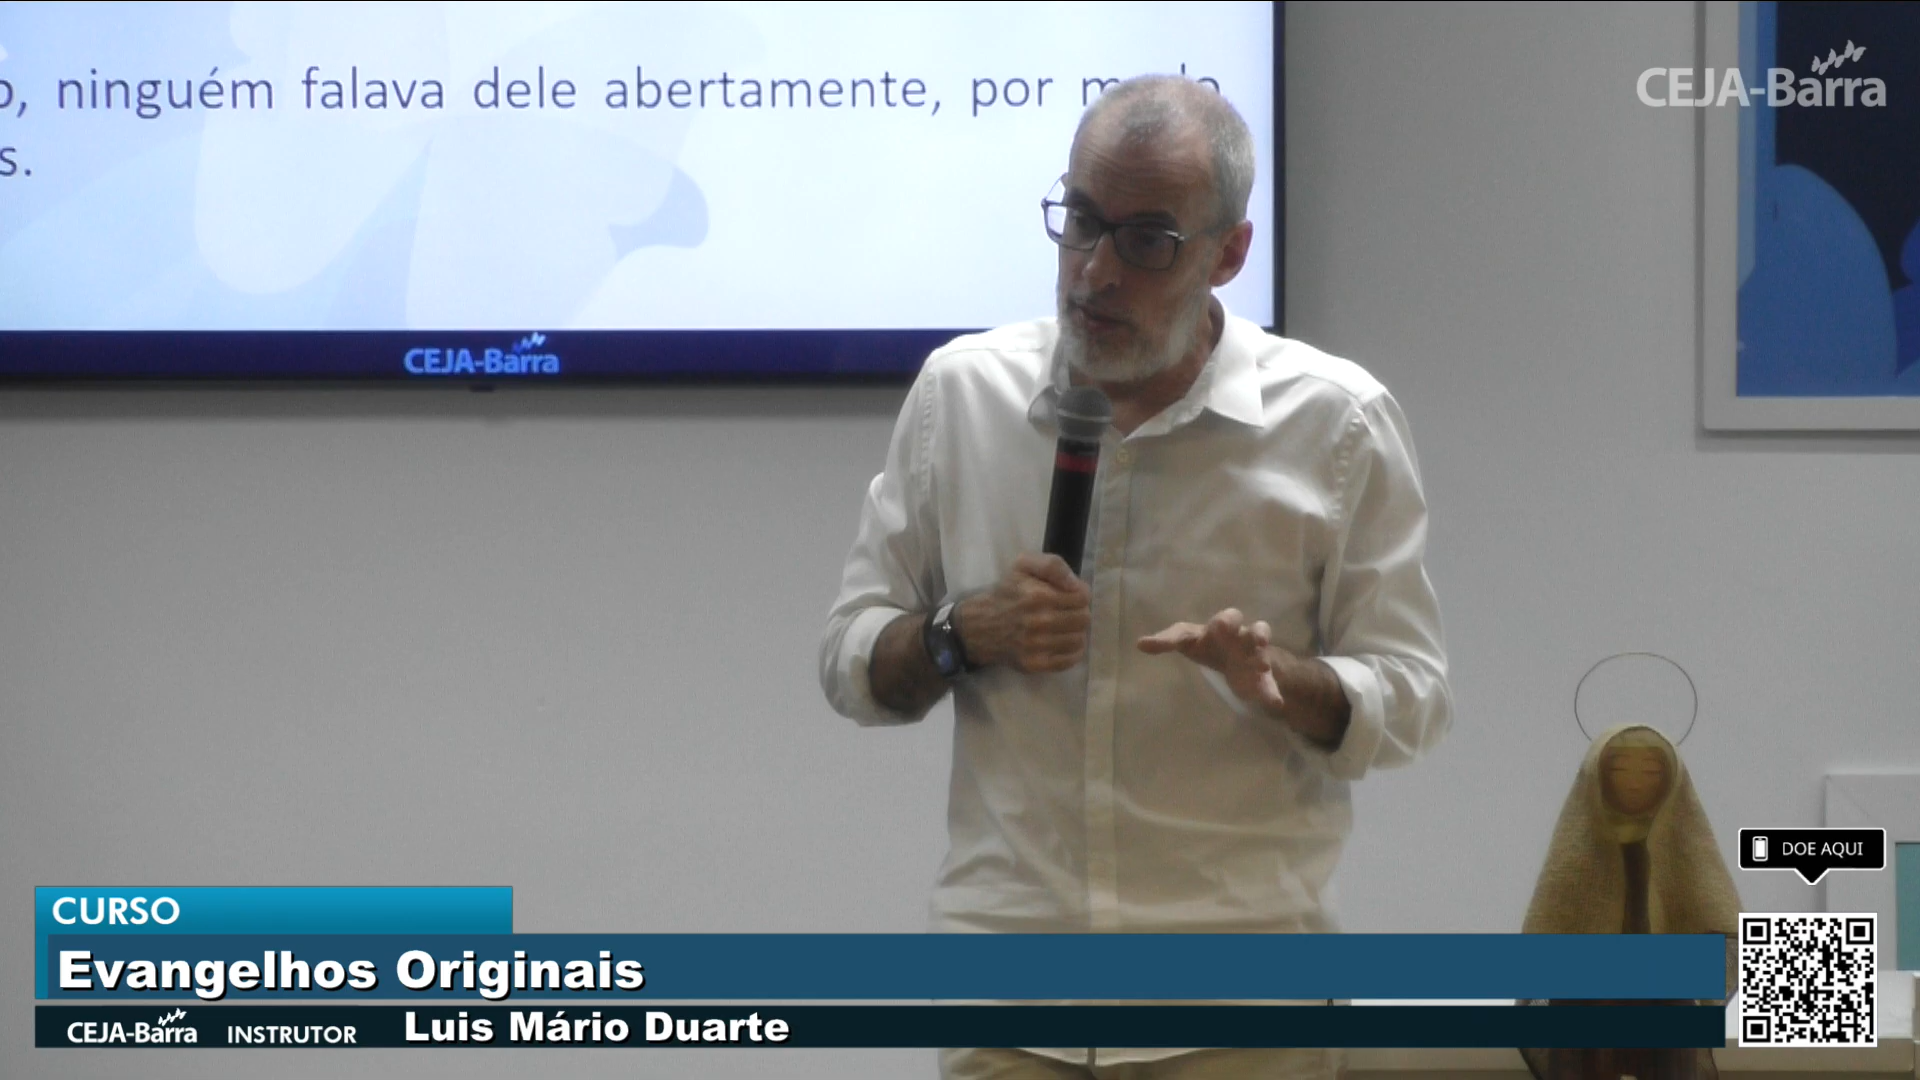 o, ninguém falava dele abertamente, por
s.
CEJA-Barra
CEJA-Barra
DOE AQUI
CURSO
Evangelhos Originais
CEJA-Barra INSTRUTOR Luis Mário Duarte